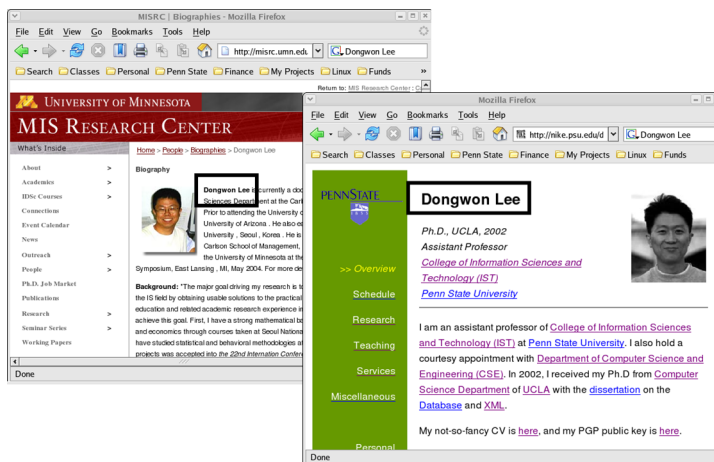 MISRC | Biographies - Mozilla Firefox
File Edit View Go Bookmarks Tools Help
http://misrc.umn.edu Dongwon Lee
Search Classes Personal Penn State Finance My Projects Linux Funds »
Return to: MIS Research Center :
UNIVERSITY OF MINNESOTA
MIS RESEARCH CENTER
What's Inside
About >
Academics >
IDSc Courses >
Connections
Event Calendar
News
Outreach >
People >
Ph.D. Job Market
Publications
Research >
Seminar Series >
Working Papers
Home > People > Biographies > Dongwon Lee
Biography
Dongwon Lee is currently a doc
Sciences Department at the Carl
Prior to attending the University o
University of Arizona . He also e
University , Seoul , Korea . He is
Carlson School of Management,
the University of Minnesota at the
Symposium, East Lansing , MI, May 2004. For more de
Background: "The major goal driving my research is t
the IS field by obtaining usable solutions to the practical
education and related academic research experience in
achieve this goal. First, I have a strong mathematical ba
and economics through courses taken at Seoul Nationa
have studied statistical and behavioral methodologies a
projects was accepted into the 22nd Internation Confer
Done
Mozilla Firefox
File Edit View Go Bookmarks Tools Help
http://nike.psu.edu/d Dongwon Lee
Search Classes Personal Penn State Finance My Projects Linux Funds
PENNSTATE
1855
>> Overview
Schedule
Research
Teaching
Services
Miscellaneous
Personal
Dongwon Lee
Ph.D., UCLA, 2002
Assistant Professor
College of Information Sciences and
Technology (IST)
Penn State University
I am an assistant professor of College of Information Sciences
and Technology (IST) at Penn State University. I also hold a
courtesy appointment with Department of Computer Science and
Engineering (CSE). In 2002, I received my Ph.D from Computer
Science Department of UCLA with the dissertation on the
Database and XML.
My not-so-fancy CV is here, and my PGP public key is here.
Done